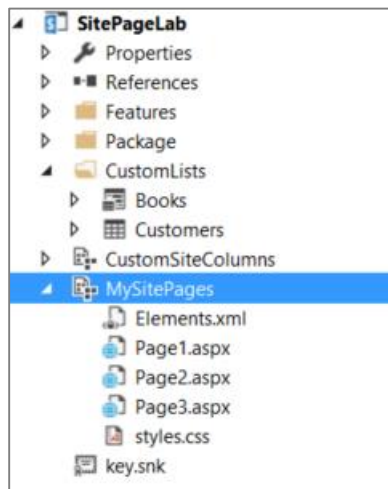 SitePageLab
Properties
References
Features
Package
CustomLists
Books
Customers
CustomSiteColumns
MySitePages
Elements.xml
Page1.aspx
Page2.aspx
Page3.aspx
styles.css
key.snk